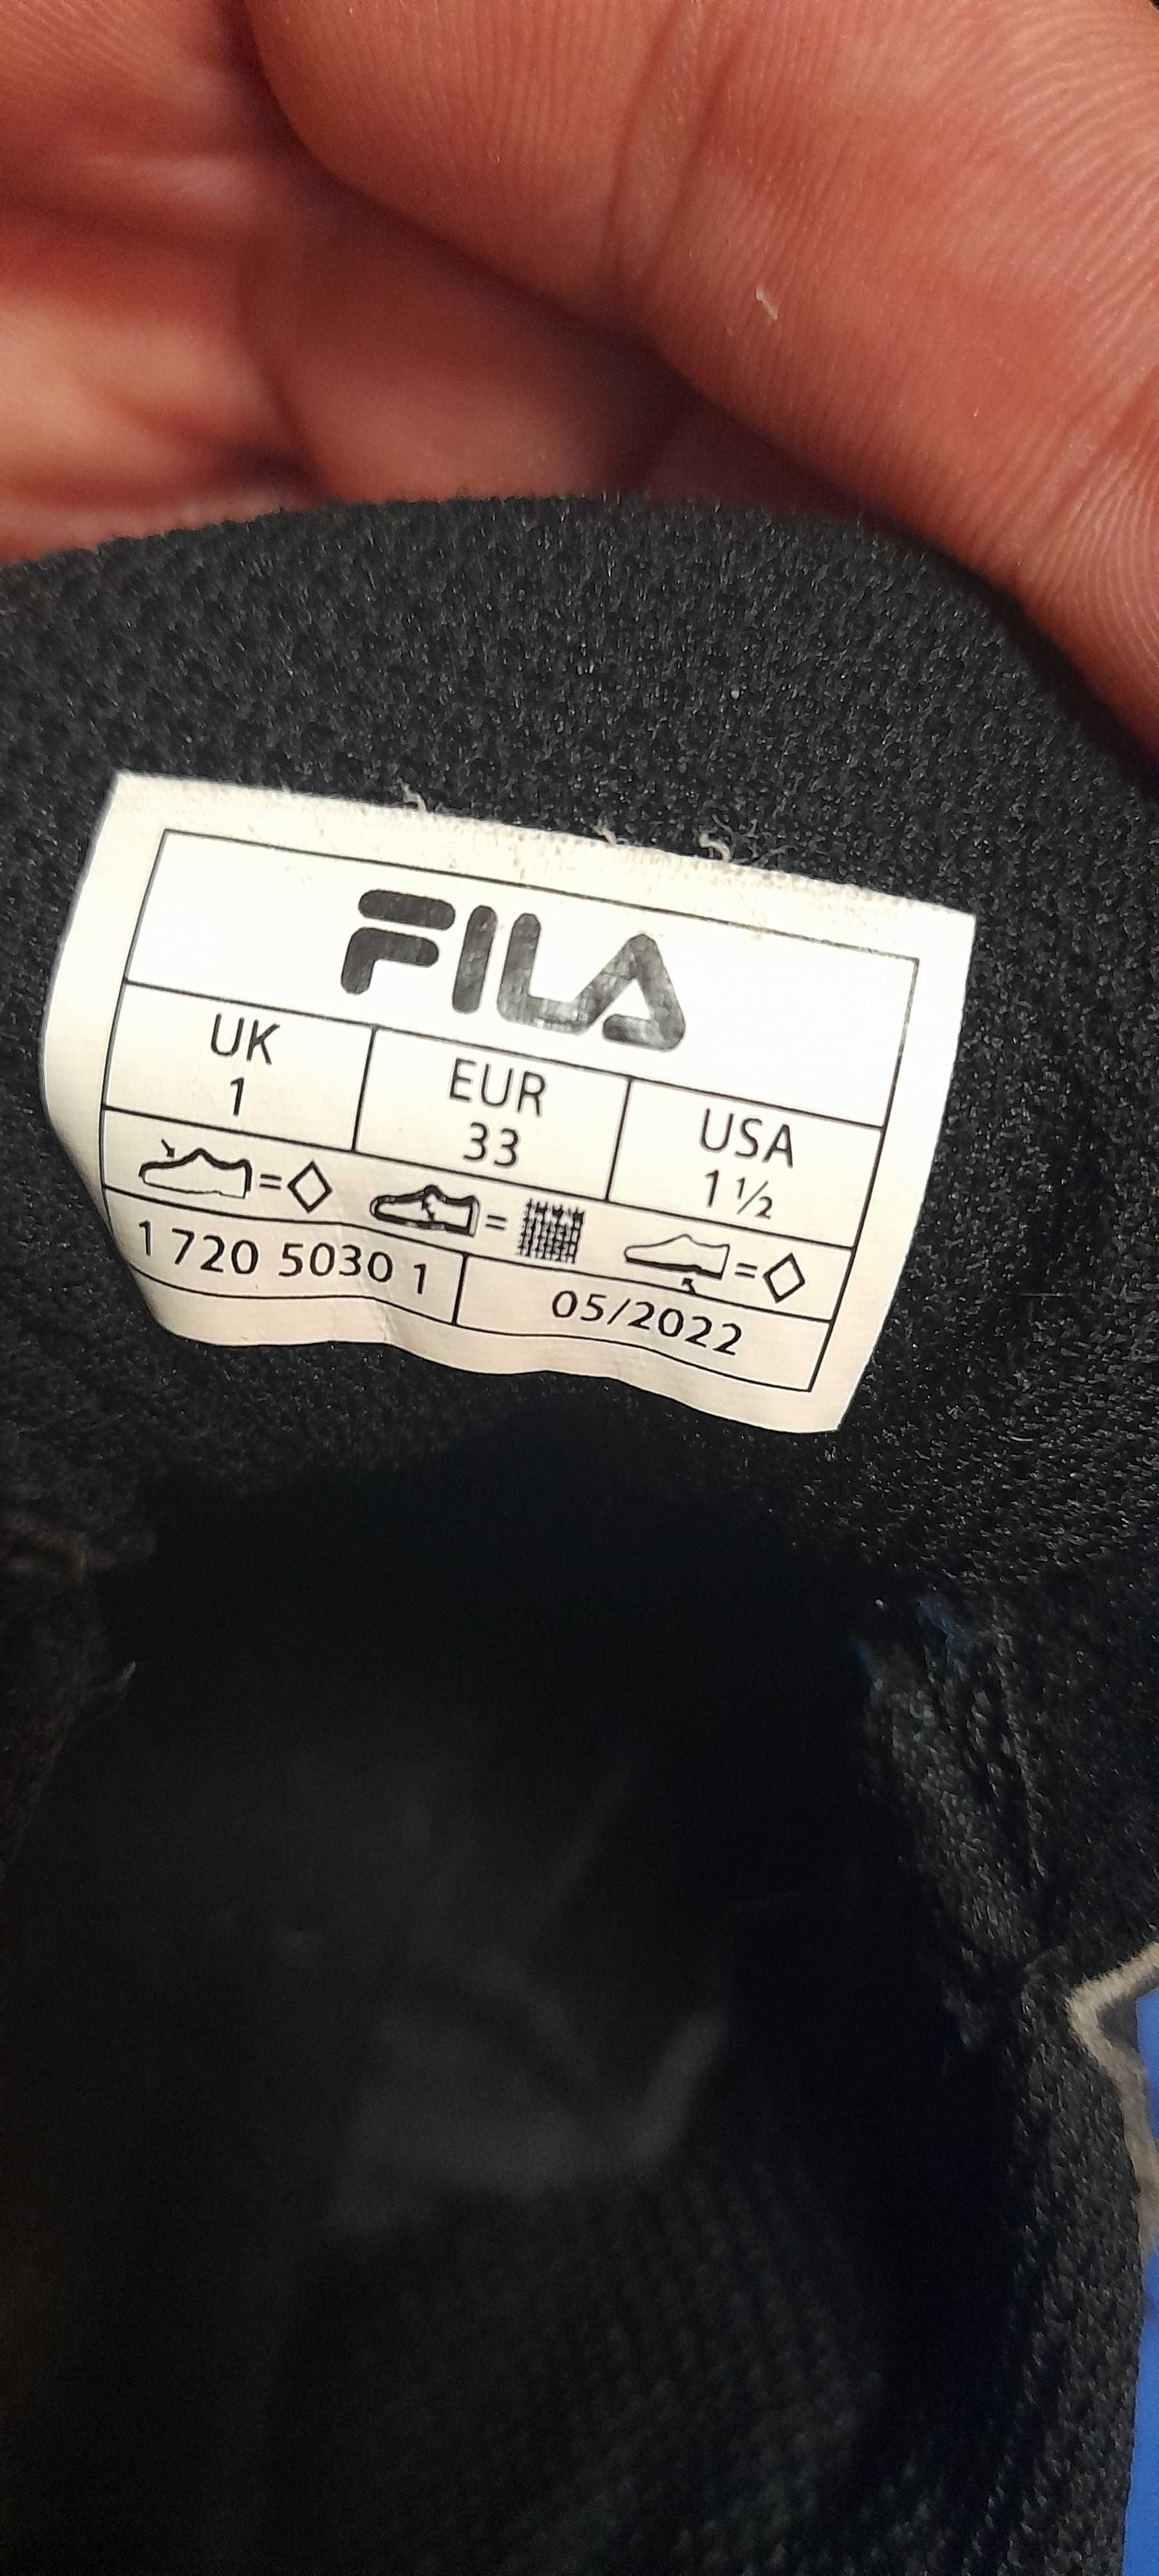 FILA
UK EUR USA
1 33 1 ½
= = =
1 720 5030 1 05/2022